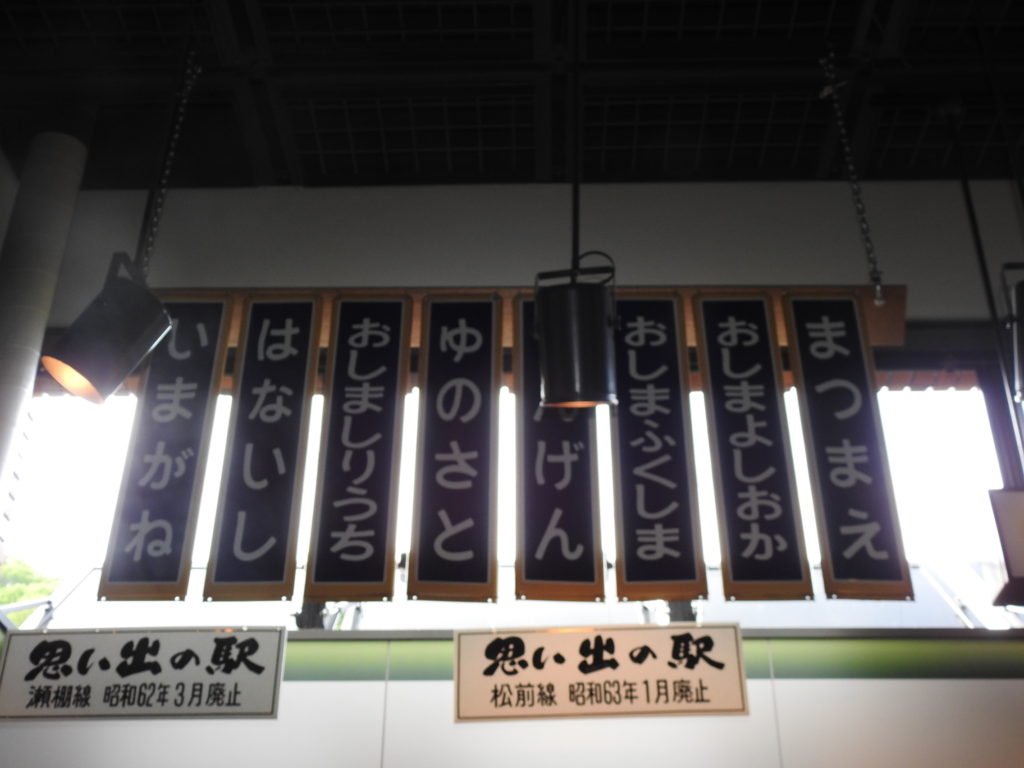 いまがね
はないし
おしましりうち
ゆのさと
げん
おしまふくしま
おしまよしおか
まつまえ
思い出の駅
瀬棚線 昭和62年3月廃止
思い出の駅
松前線 昭和63年1月廃止